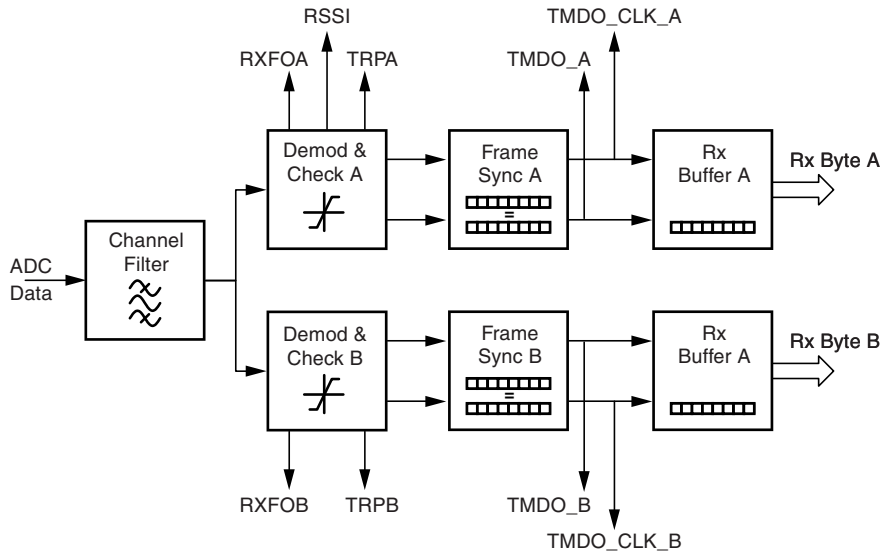 RSSI
TMDO_CLK_A
RXFOA
TRPA
TMDO_A
Demod &
Check A
Frame
Sync A
=
Rx
Buffer A
Rx Byte A
Channel
Filter
ADC
Data
Demod &
Check B
Frame
Sync B
=
Rx
Buffer A
Rx Byte B
RXFOB
TRPB
TMDO_B
TMDO_CLK_B